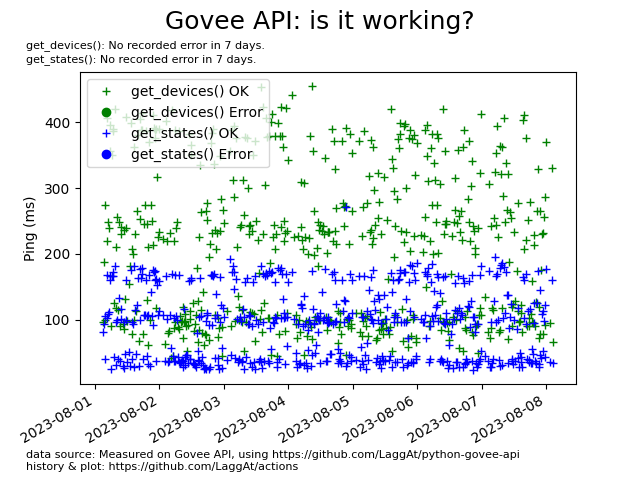 Govee API: is it working?
get_devices(): No recorded error in 7 days.
get_states(): No recorded error in 7 days.
get_devices() OK
get_devices() Error
get_states() OK
get_states() Error
Ping (ms)
400
300
200
100
2023-08-01
2023-08-02
2023-08-03
2023-08-04
2023-08-05
2023-08-06
2023-08-07
2023-08-08
data source: Measured on Govee API, using https://github.com/LaggAt/python-govee-api
history & plot: https://github.com/LaggAt/actions